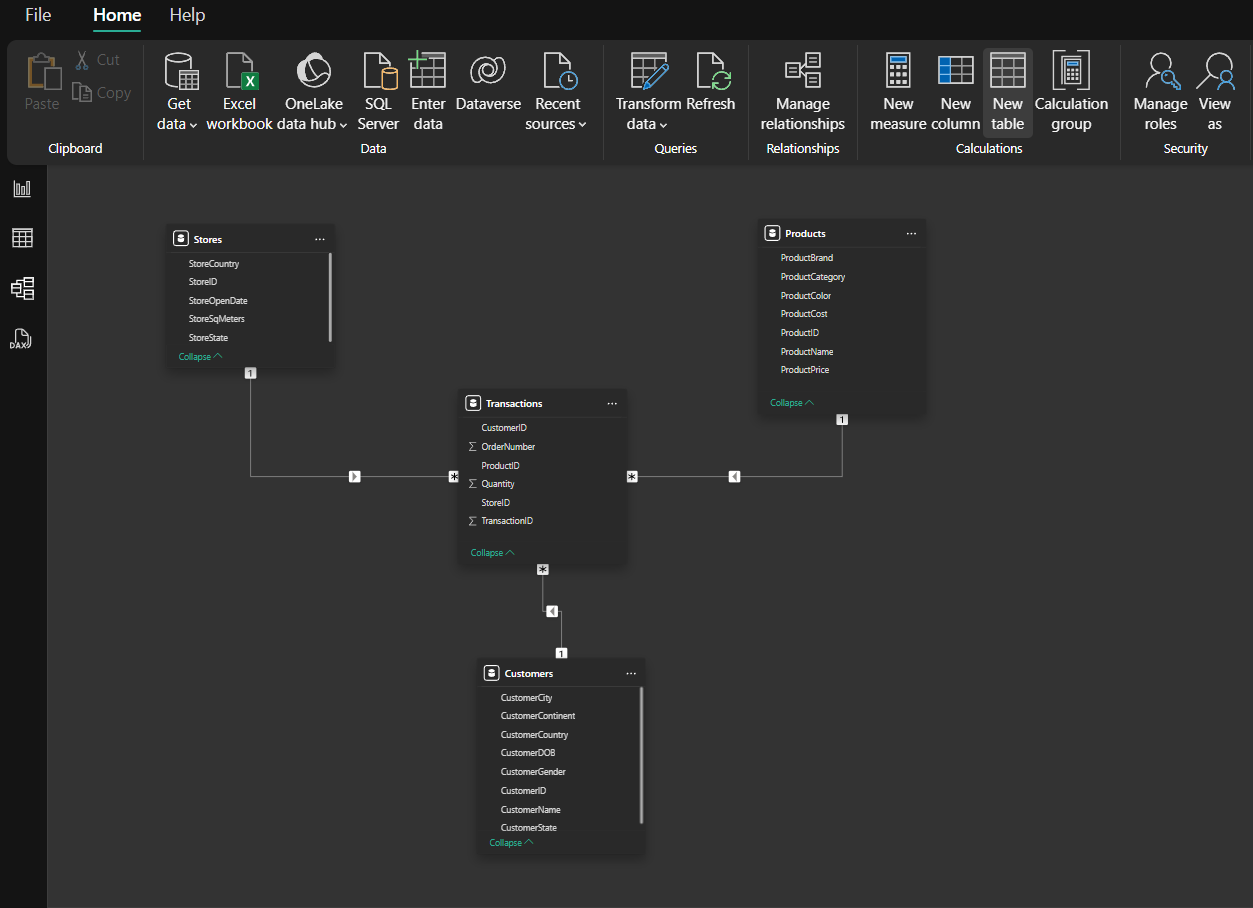 File Home Help
Paste
Cut
Copy
Clipboard
Get data
Excel workbook
OneLake data hub
SQL Server
Enter data
Dataverse
Recent sources
Data
Transform data
Refresh
Queries
Manage relationships
Relationships
New measure
New column
New table
Calculation group
Calculations
Manage roles
View as
Security
DAX
Stores
StoreCountry
StoreID
StoreOpenDate
StoreSqMeters
StoreState
Collapse
1
*
Products
ProductBrand
ProductCategory
ProductColor
ProductCost
ProductID
ProductName
ProductPrice
Collapse
1
*
Transactions
CustomerID
Σ OrderNumber
ProductID
Σ Quantity
StoreID
Σ TransactionID
Collapse
*
1
Customers
CustomerCity
CustomerContinent
CustomerCountry
CustomerDOB
CustomerGender
CustomerID
CustomerName
CustomerState
Collapse